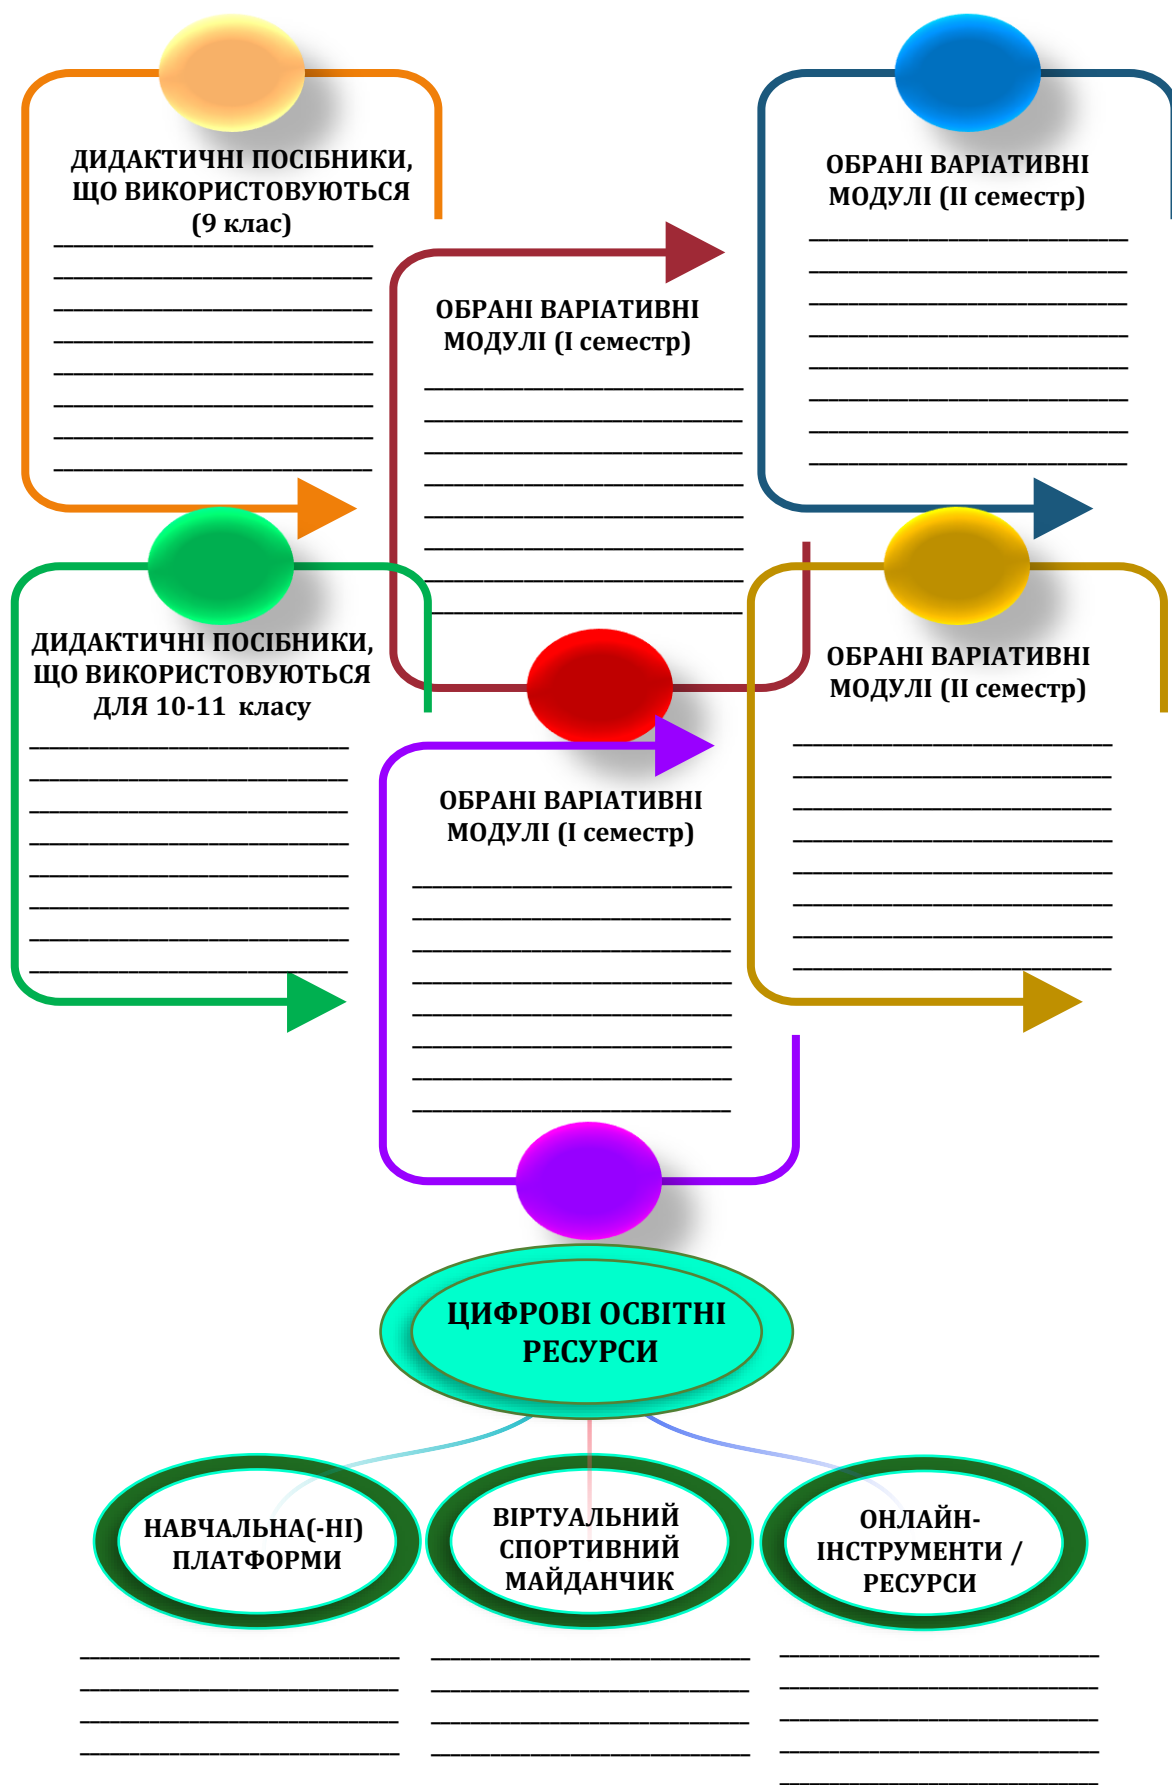 ДИДАКТИЧНІ ПОСІБНИКИ,
ЩО ВИКОРИСТОВУЮТЬСЯ
(9 клас)
ОБРАНІ ВАРІАТИВНІ
МОДУЛІ (І семестр)
ОБРАНІ ВАРІАТИВНІ
МОДУЛІ (ІІ семестр)
ДИДАКТИЧНІ ПОСІБНИКИ,
ЩО ВИКОРИСТОВУЮТЬСЯ
ДЛЯ 10-11 класу
ОБРАНІ ВАРІАТИВНІ
МОДУЛІ (І семестр)
ОБРАНІ ВАРІАТИВНІ
МОДУЛІ (ІІ семестр)
ЦИФРОВІ ОСВІТНІ
РЕСУРСИ
НАВЧАЛЬНА(-НІ)
ПЛАТФОРМИ
ВІРТУАЛЬНИЙ
СПОРТИВНИЙ
МАЙДАНЧИК
ОНЛАЙН-
ІНСТРУМЕНТИ /
РЕСУРСИ